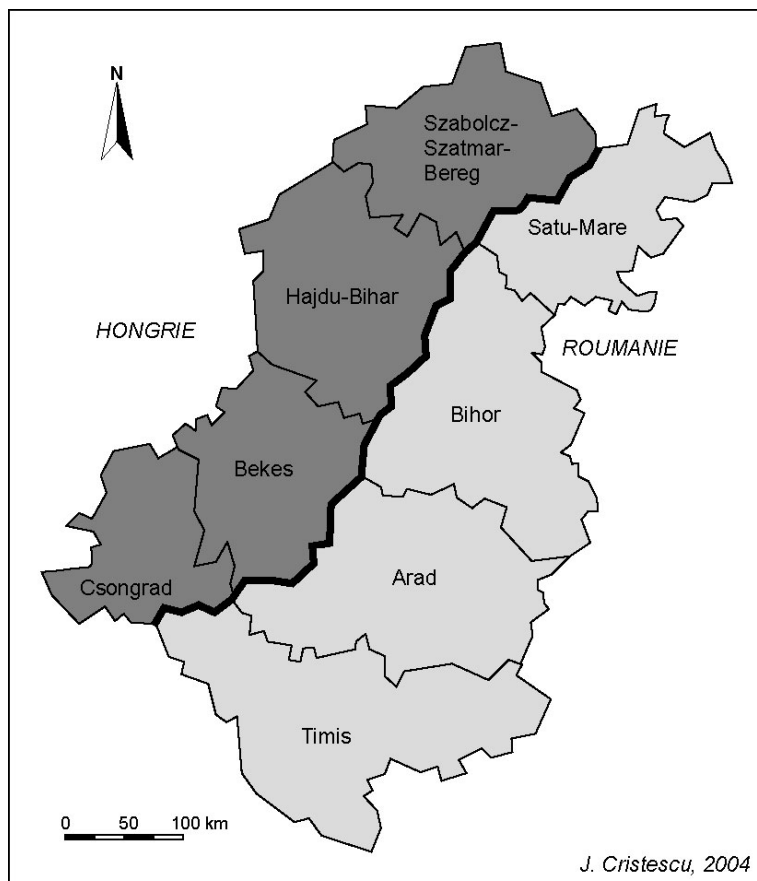 N
Szabolcz-
Szatmar-
Bereg
Satu-Mare
Hajdu-Bihar
HONGRIE
ROUMANIE
Bihor
Bekes
Csongrad
Arad
Timis
0 50 100 km
J. Cristescu, 2004